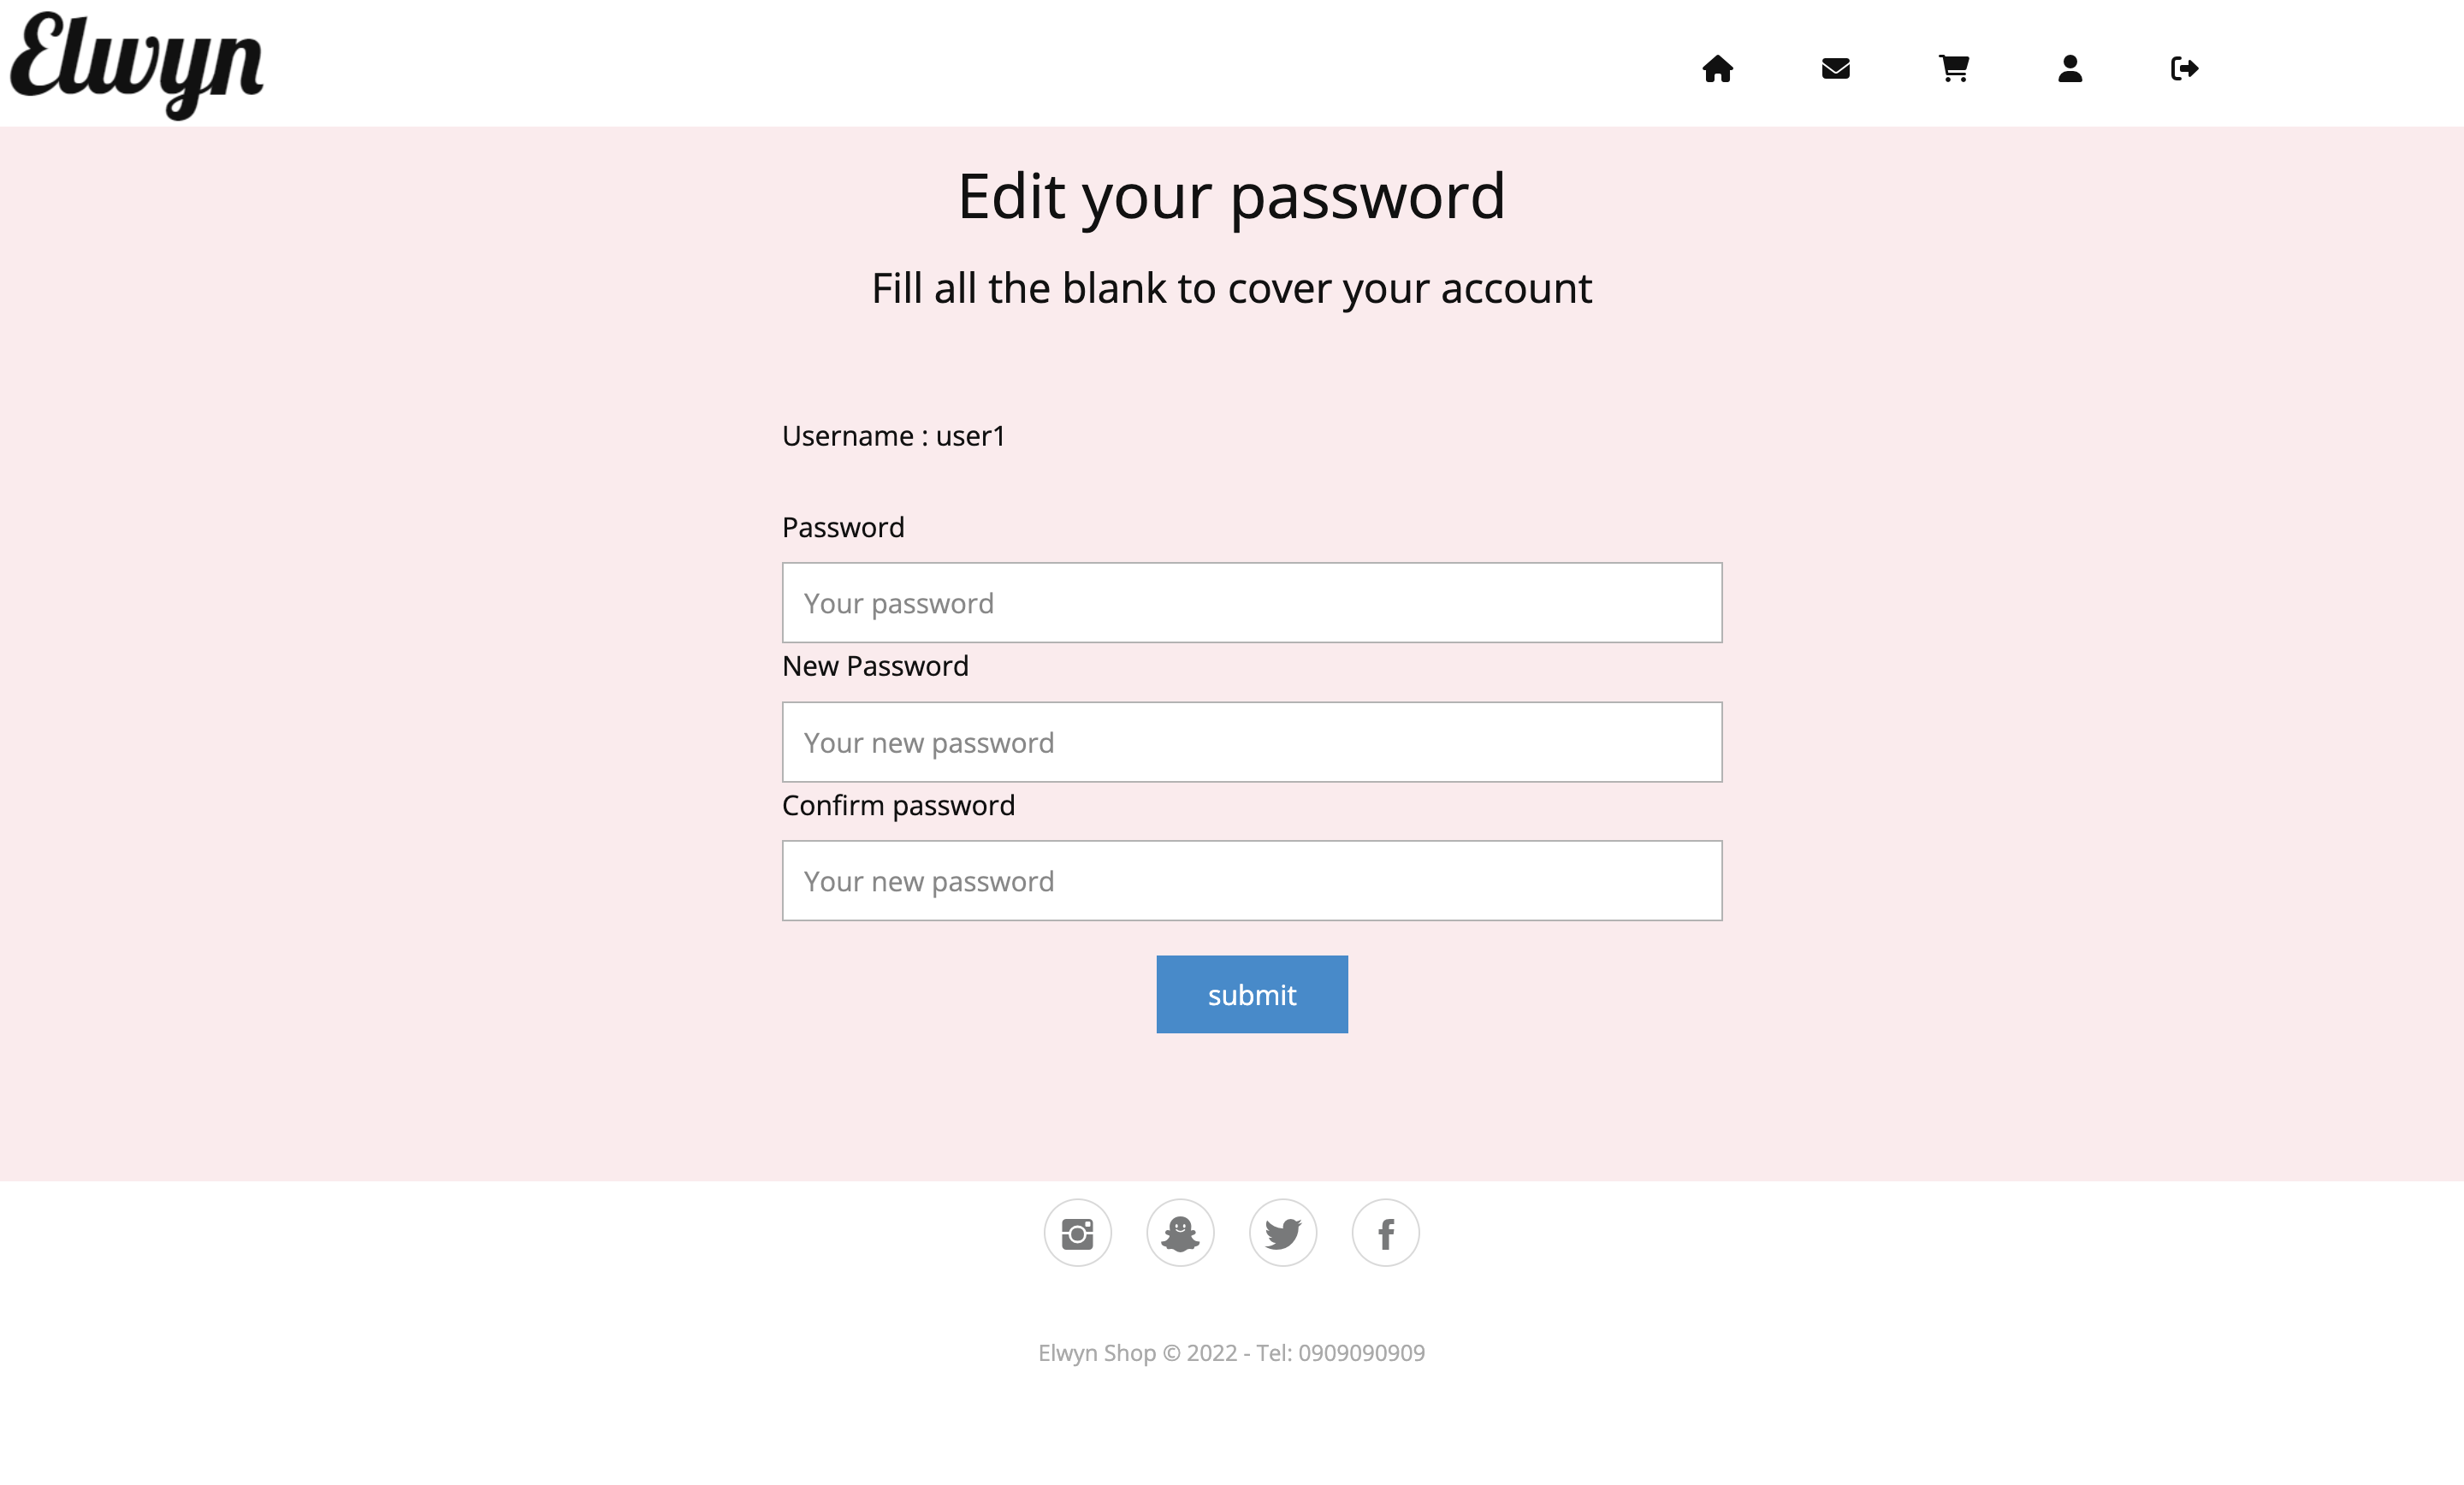 Elwyn
Edit your password
Fill all the blank to cover your account
Username : user1
Password
Your password
New Password
Your new password
Confirm password
Your new password
submit
Elwyn Shop © 2022 - Tel: 0909090909